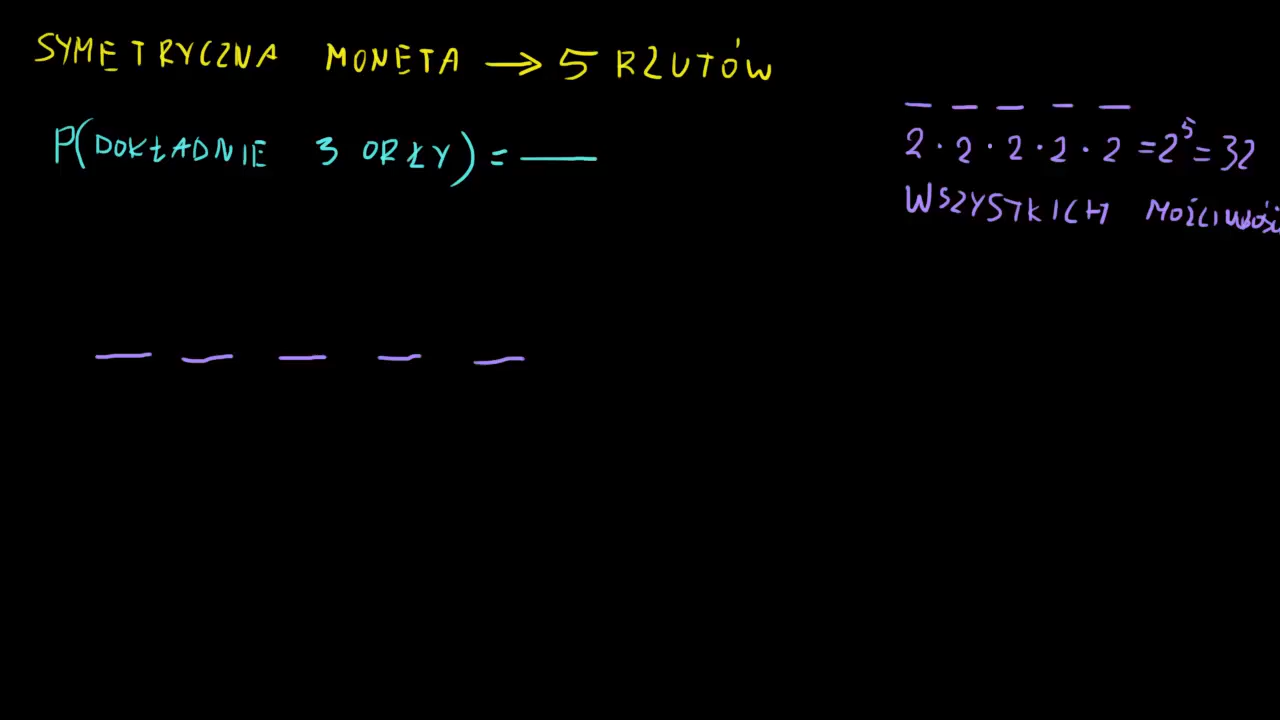 SYMETRYCZNA MONETA → 5 RZUTÓW
P(DOKŁADNIE 3 ORŁY) = ——
2 · 2 · 2 · 2 · 2 = 2⁵ = 32
WSZYSTKICH